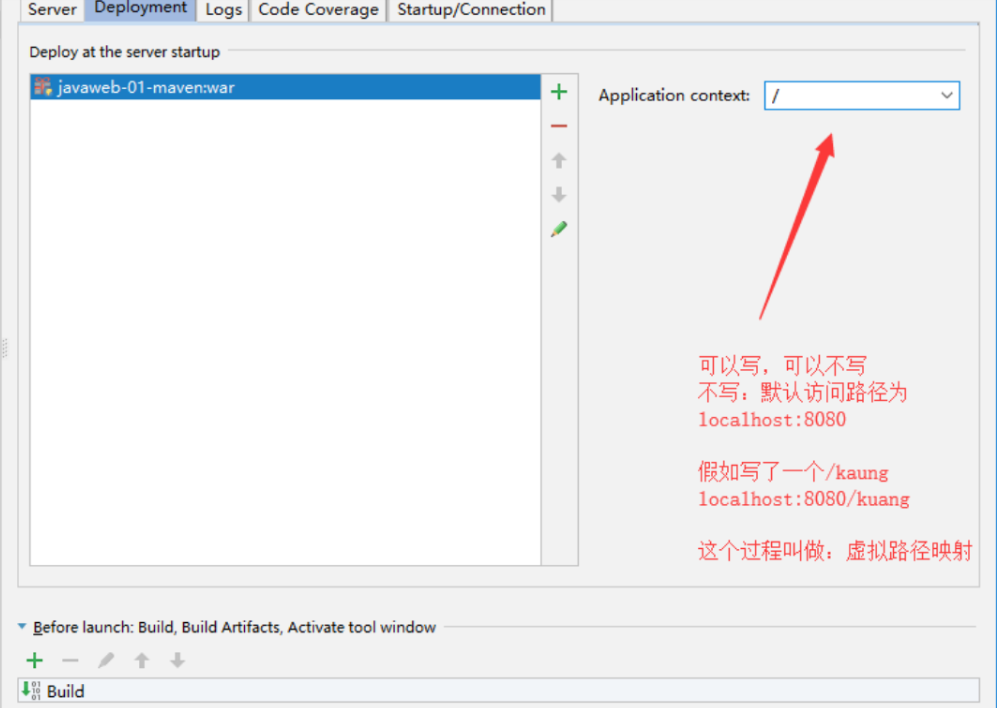 Server Deployment Logs Code Coverage Startup/Connection
Deploy at the server startup
javaweb-01-maven:war
Application context: /
可以写，可以不写
不写：默认访问路径为
localhost:8080
假如写了一个/kaung
localhost:8080/kuang
这个过程叫做：虚拟路径映射
Before launch: Build, Build Artifacts, Activate tool window
Build